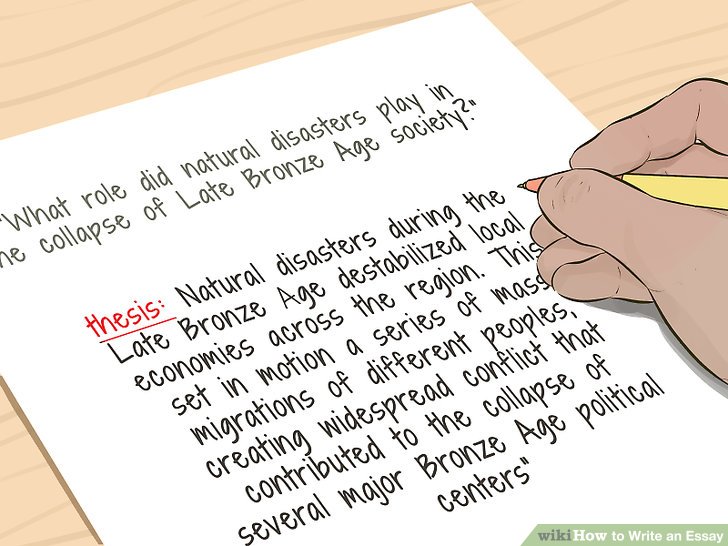 "What role did natural disasters play in
he collapse of Late Bronze Age society?"
thesis: Natural disasters during the
Late Bronze Age destabilized local
economies across the region. This
set in motion a series of mass
migrations of different peoples,
creating widespread conflict that
contributed to the collapse of
several major Bronze Age political
centers"
wikiHow to Write an Essay